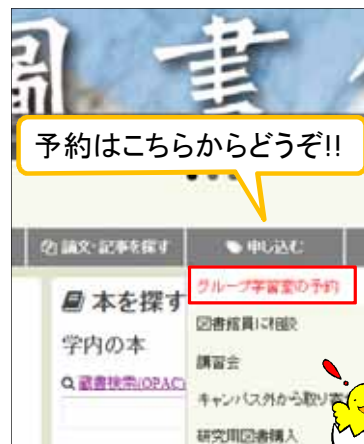 圖書
予約はこちらからどうぞ!!
論文・記事を探す
申し込む
グループ学習室の予約
本を探す
図書館員に相談
学内の本
講習会
蔵書検索(OPAC)
キャンパス外から取り寄
研究用図書購入